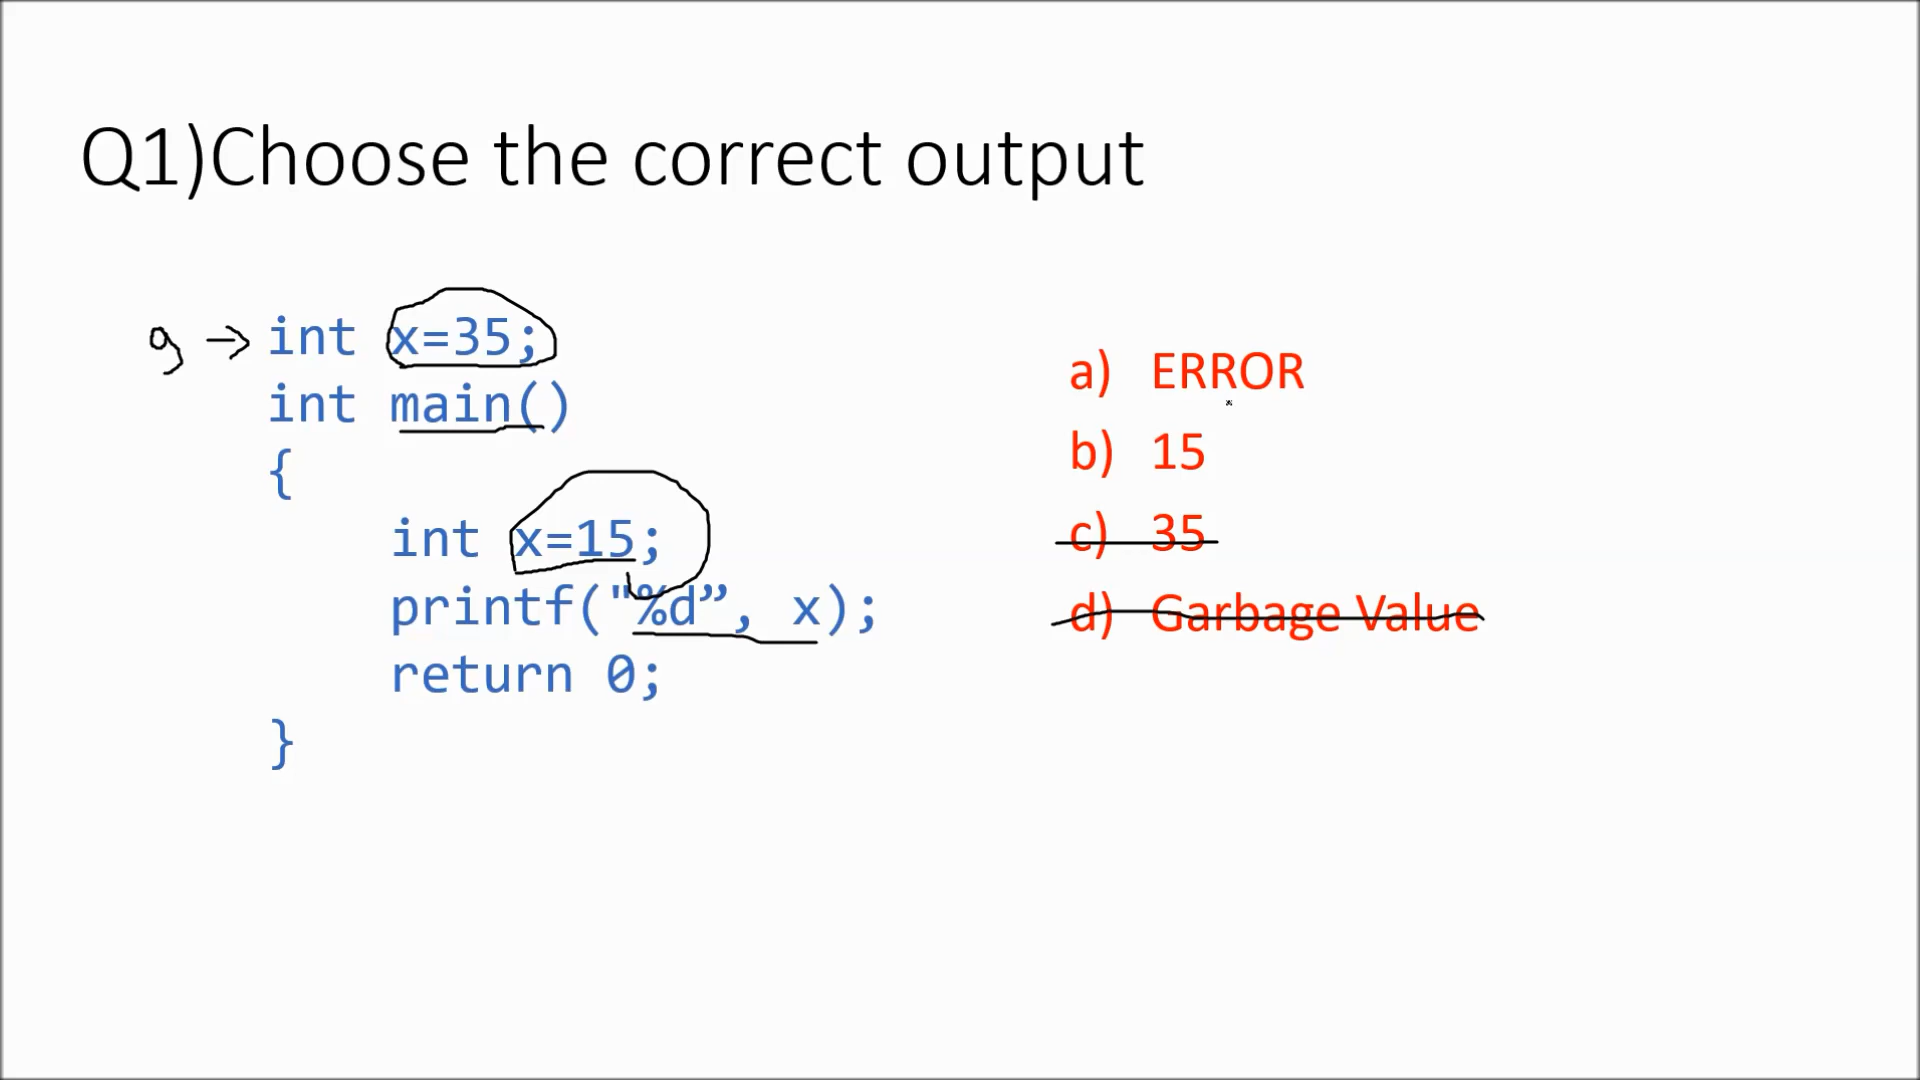 Q1)Choose the correct output
g → int x=35;
int main()
{
int x=15;
printf("%d”, x);
return 0;
}
a) ERROR
b) 15
c) 35
d) Garbage Value